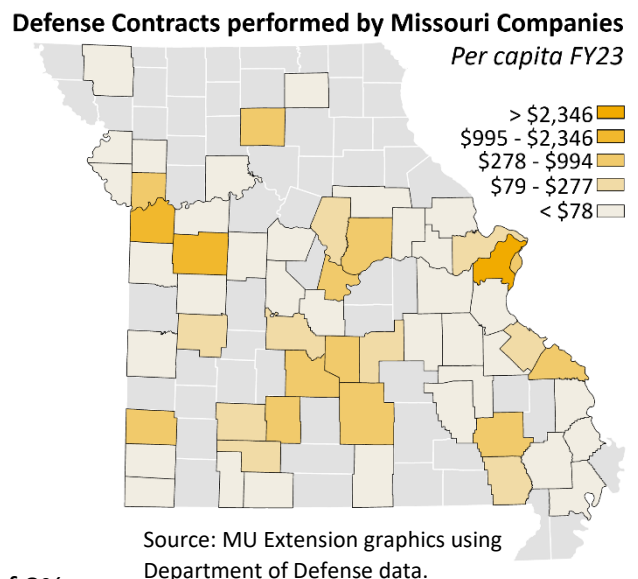 Defense Contracts performed by Missouri Companies
Per capita FY23
> $2,346
$995 - $2,346
$278 - $994
$79 - $277
< $78
Source: MU Extension graphics using
Department of Defense data.